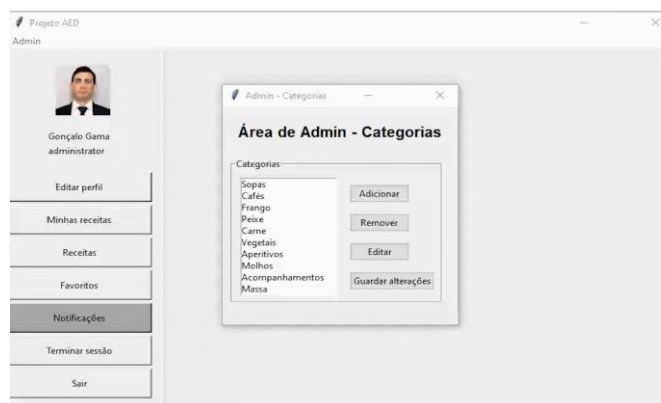 Projeto AED
Admin
Gonçalo Gama
administrator
Editar perfil
Minhas receitas
Receitas
Favoritos
Notificações
Terminar sessão
Sair
Admin - Categorias
Área de Admin - Categorias
Categorias
Sopas
Cafés
Frango
Peixe
Carne
Vegetais
Aperitivos
Molhos
Acompanhamentos
Massa
Adicionar
Remover
Editar
Guardar alterações